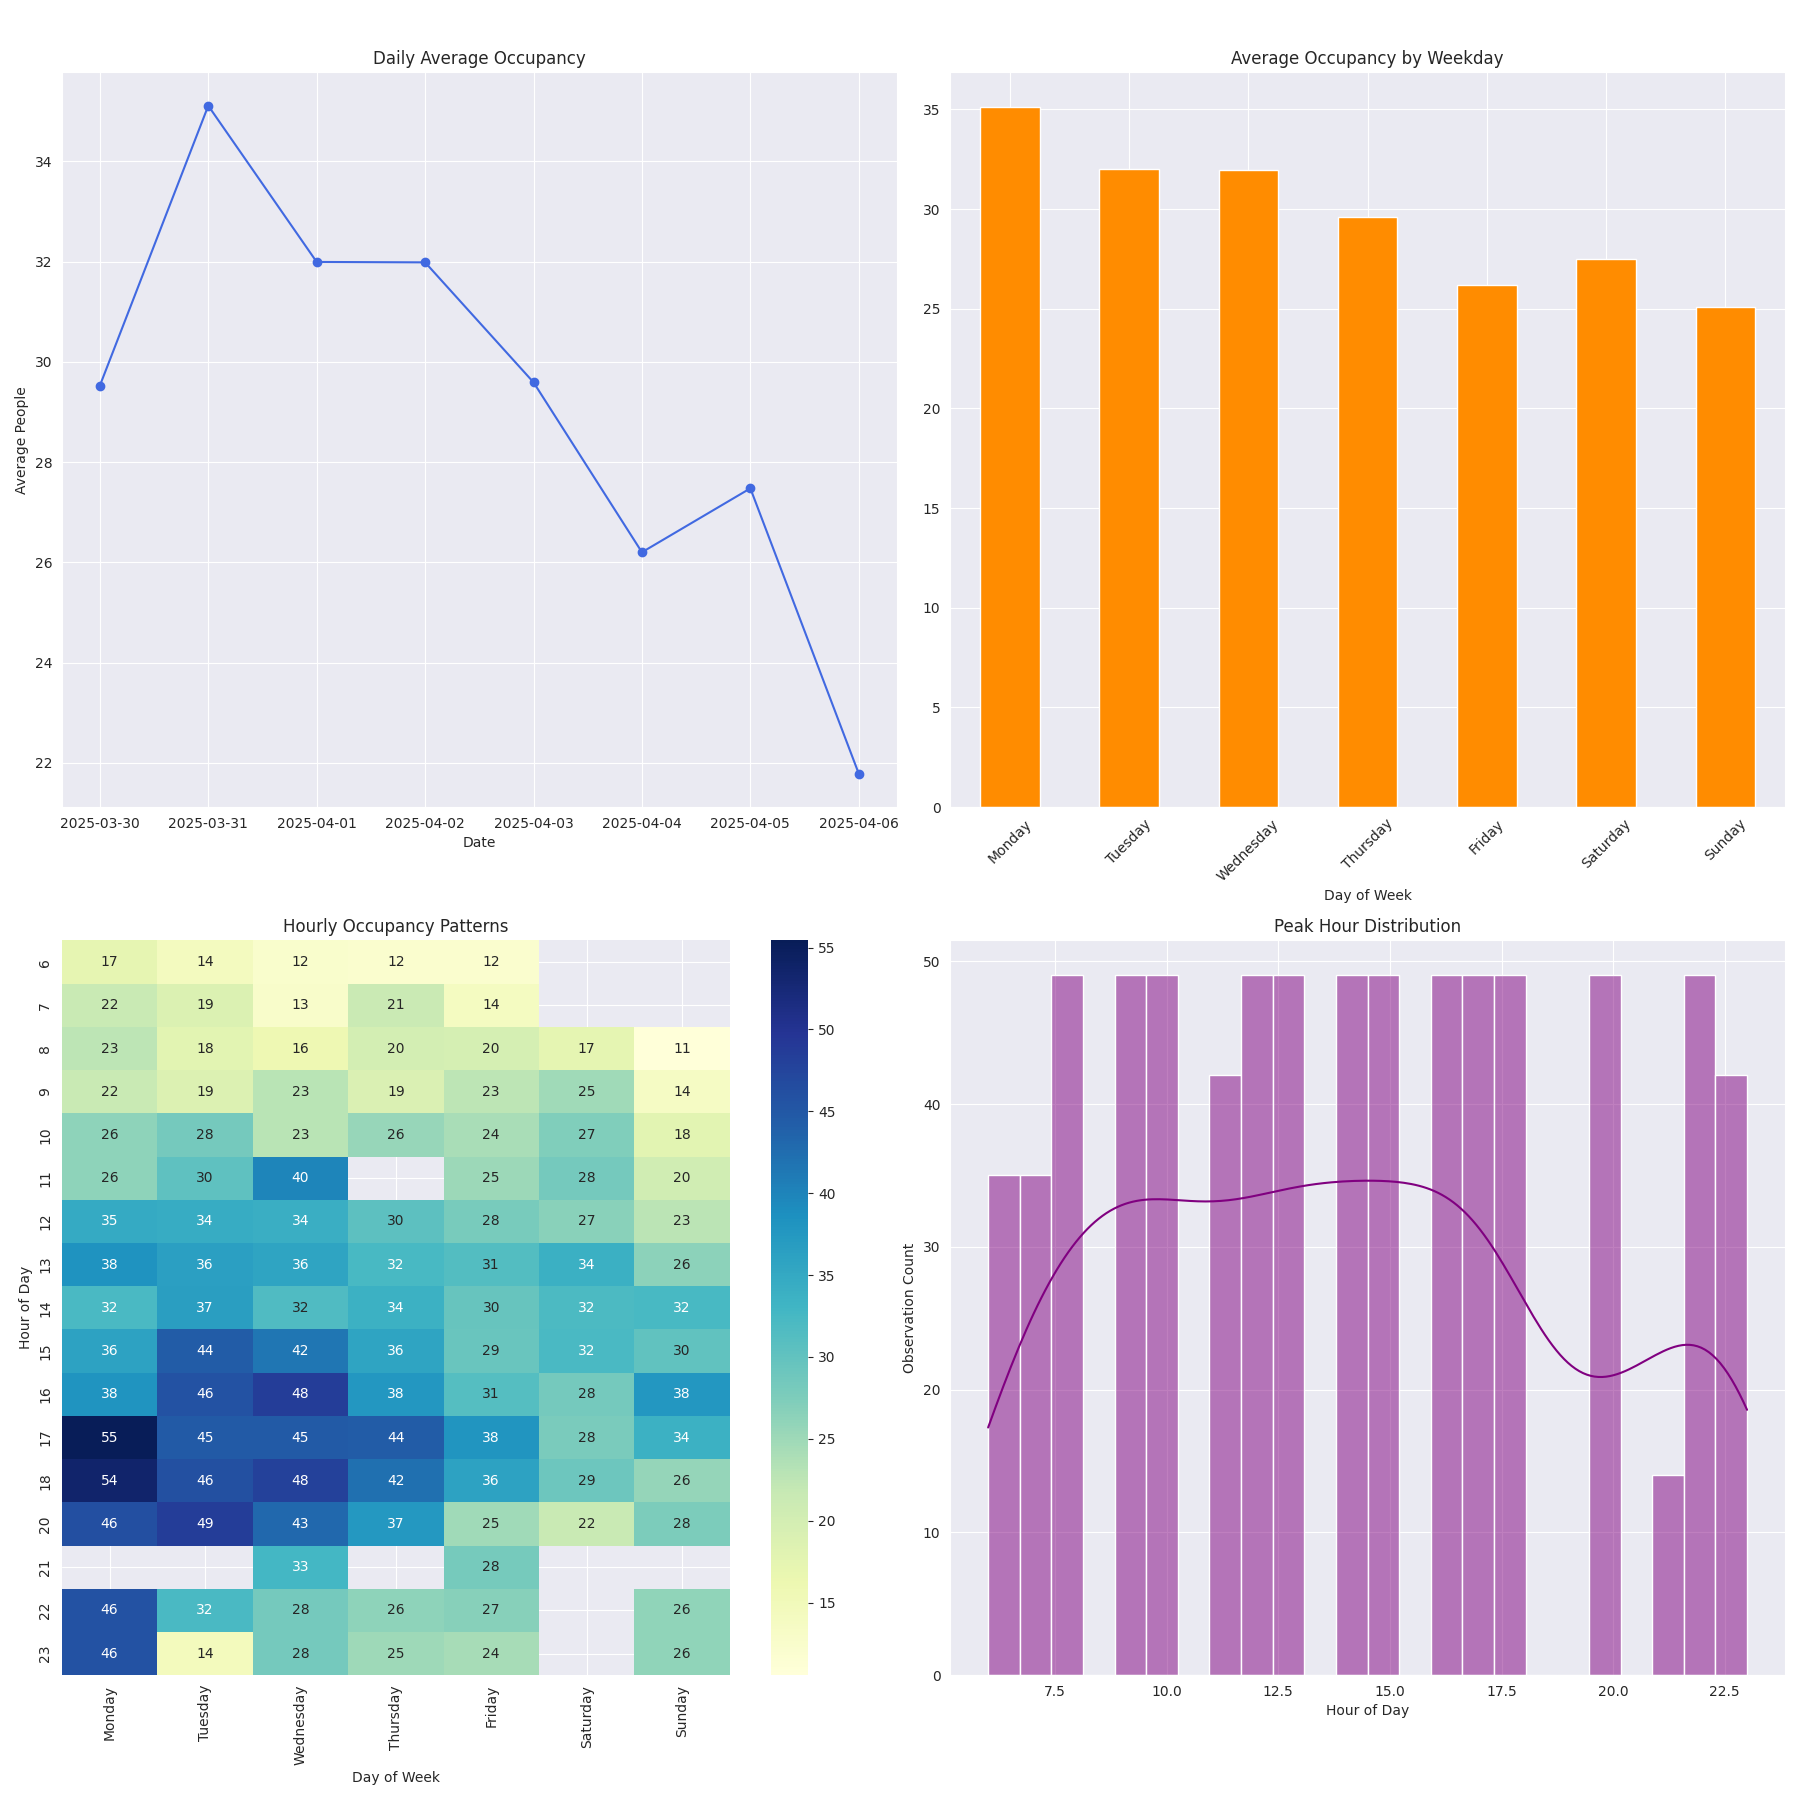 Daily Average Occupancy
Average People
34
32
30
28
26
24
22
2025-03-30 2025-03-31 2025-04-01 2025-04-02 2025-04-03 2025-04-04 2025-04-05 2025-04-06
Date
Average Occupancy by Weekday
35
30
25
20
15
10
5
0
Monday Tuesday Wednesday Thursday Friday Saturday Sunday
Day of Week
Hourly Occupancy Patterns
Hour of Day
6 17 14 12 12 12
7 22 19 13 21 14
8 23 18 16 20 20 17 11
9 22 19 23 19 23 25 14
10 26 28 23 26 24 27 18
11 26 30 40 25 28 20
12 35 34 34 30 28 27 23
13 38 36 36 32 31 34 26
14 32 37 32 34 30 32 32
15 36 44 42 36 29 32 30
16 38 46 48 38 31 28 38
17 55 45 45 44 38 28 34
18 54 46 48 42 36 29 26
20 46 49 43 37 25 22 28
21 33 28
22 46 32 28 26 27 26
23 46 14 28 25 24 26
Monday Tuesday Wednesday Thursday Friday Saturday Sunday
Day of Week
55
50
45
40
35
30
25
20
15
Peak Hour Distribution
Observation Count
50
40
30
20
10
0
7.5 10.0 12.5 15.0 17.5 20.0 22.5
Hour of Day